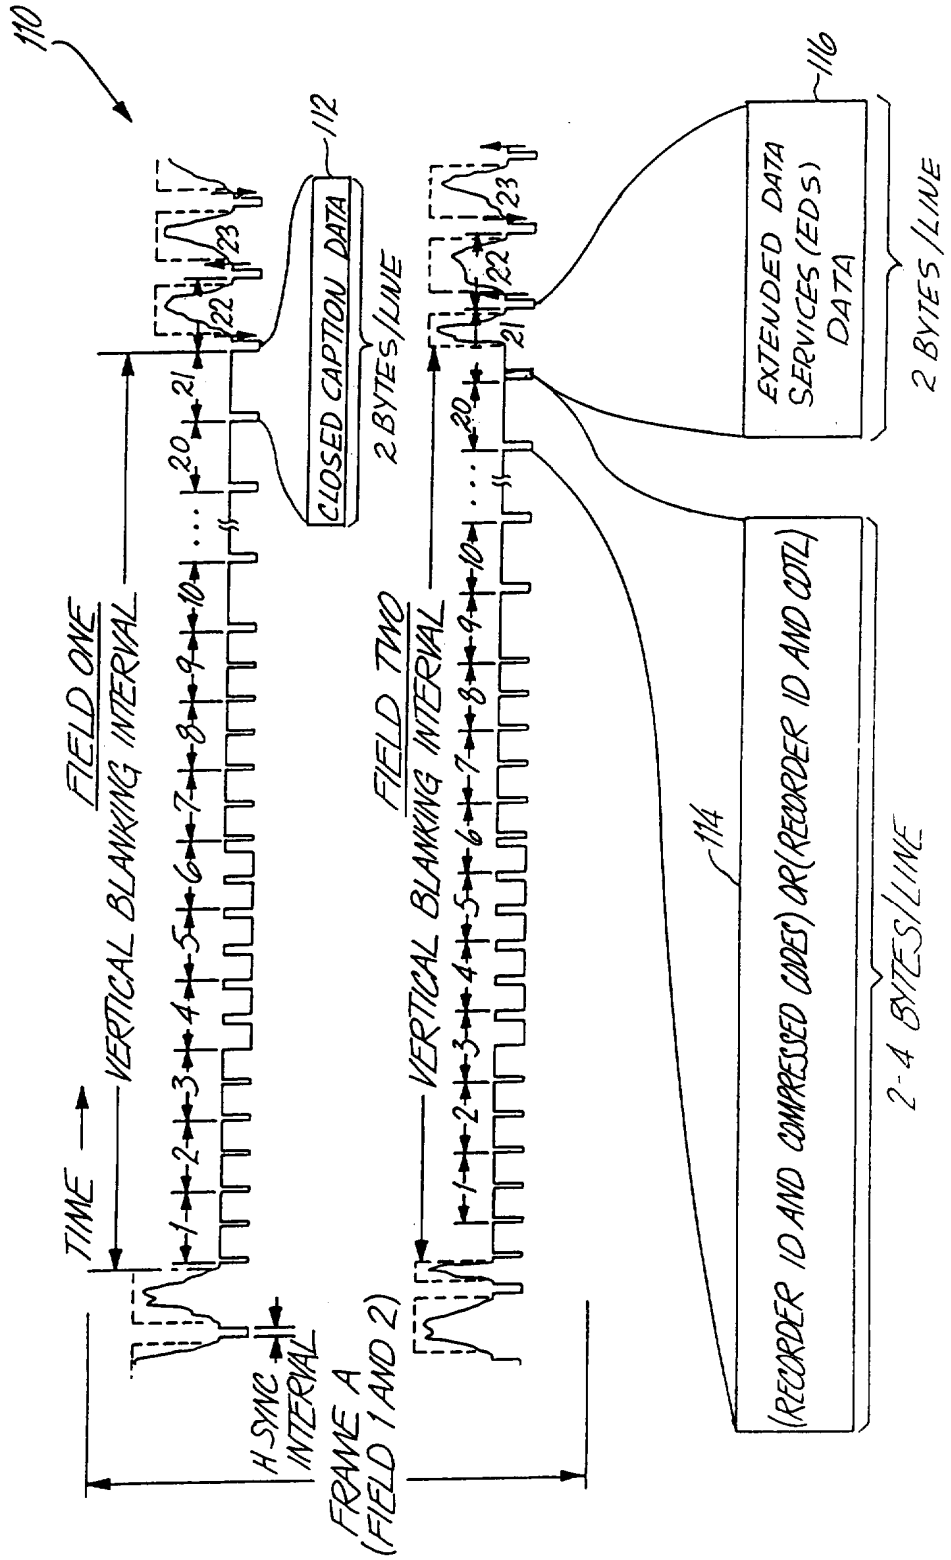 110
TIME
FIELD ONE
VERTICAL BLANKING INTERVAL
1 2 3 4 5 6 7 8 9 10 ... 20 21 22 23
H SYNC
INTERVAL
112
CLOSED CAPTION DATA
2 BYTES/LINE
FRAME A
(FIELD 1 AND 2)
FIELD TWO
VERTICAL BLANKING INTERVAL
1 2 3 4 5 6 7 8 9 10 ... 20 21 22 23
114
(RECORDER ID AND COMPRESSED CODES) OR (RECORDER ID AND CDTL)
2-4 BYTES/LINE
116
EXTENDED DATA
SERVICES (EDS)
DATA
2 BYTES/LINE